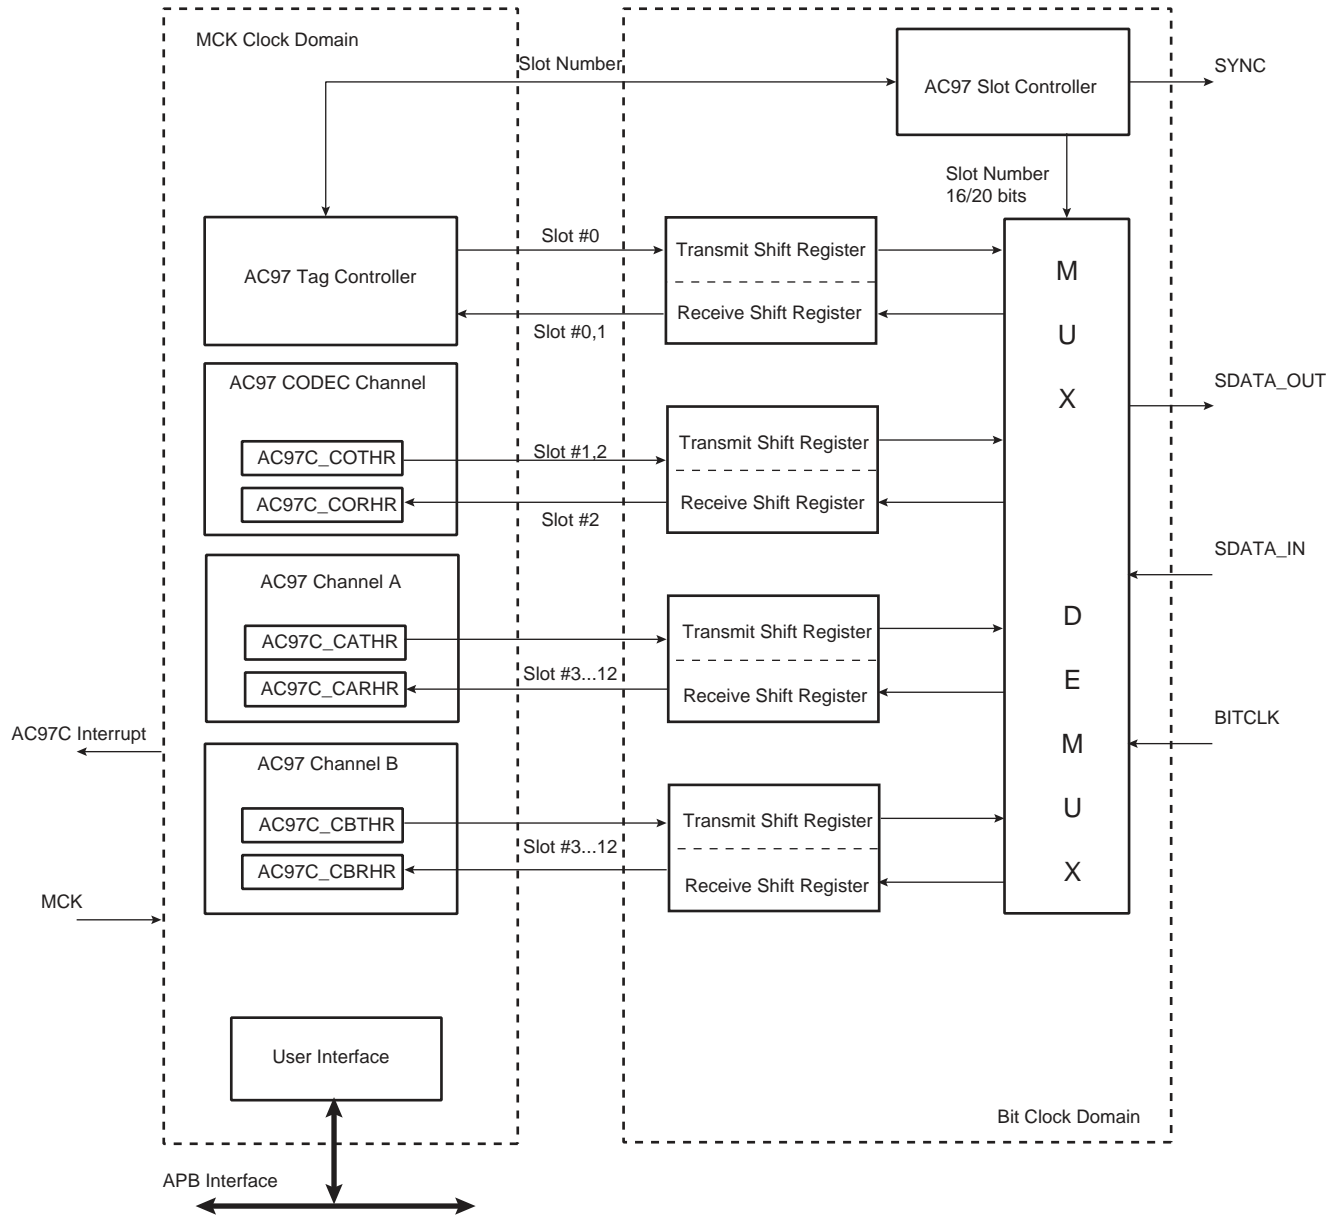 MCK Clock Domain
Slot Number
AC97 Slot Controller
SYNC
Slot Number
16/20 bits
AC97 Tag Controller
Slot #0
Slot #0,1
Transmit Shift Register
Receive Shift Register
M
U
X
D
E
M
U
X
AC97 CODEC Channel
AC97C_COTHR
AC97C_CORHR
Slot #1,2
Slot #2
Transmit Shift Register
Receive Shift Register
SDATA_OUT
SDATA_IN
AC97 Channel A
AC97C_CATHR
AC97C_CARHR
Slot #3...12
Transmit Shift Register
Receive Shift Register
BITCLK
AC97C Interrupt
AC97 Channel B
AC97C_CBTHR
AC97C_CBRHR
Slot #3...12
Transmit Shift Register
Receive Shift Register
MCK
User Interface
Bit Clock Domain
APB Interface